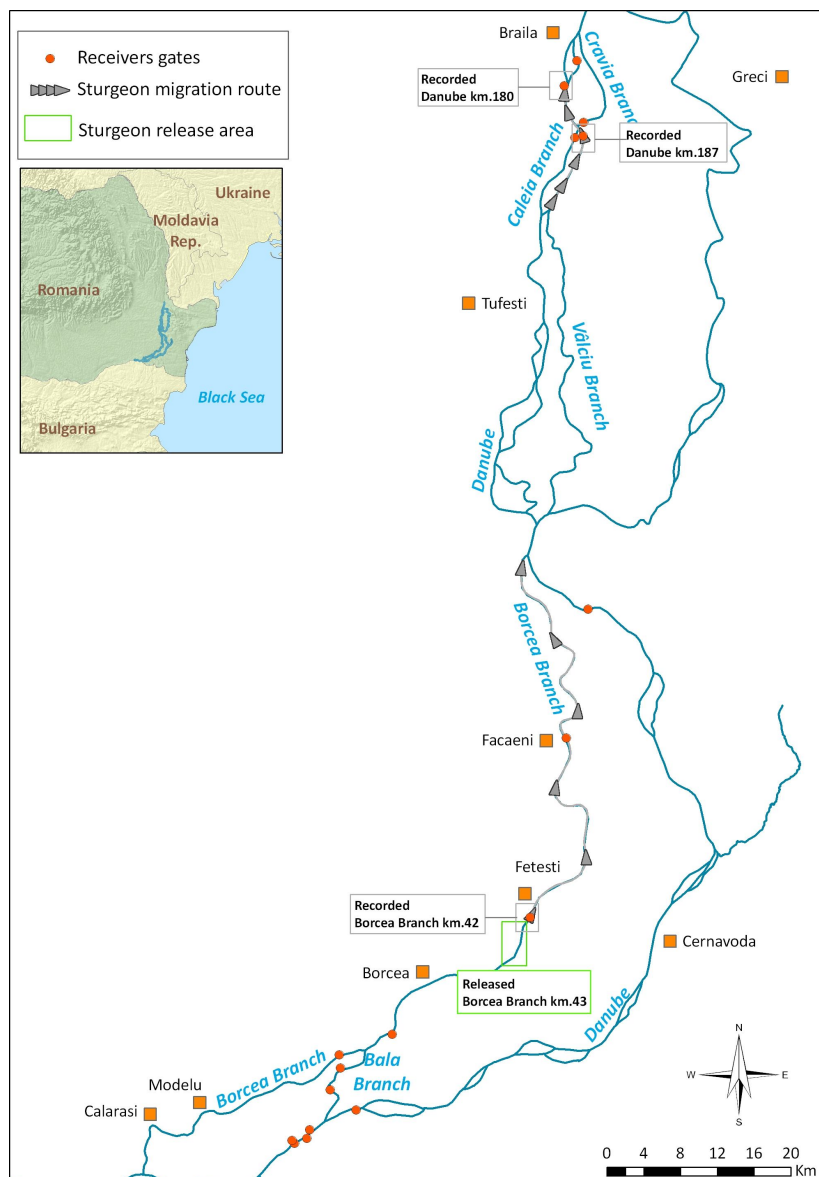 Receivers gates
Sturgeon migration route
Sturgeon release area
Ukraine
Moldavia
Rep.
Romania
Black Sea
Bulgaria
Braila
Cravia Branch
Greci
Recorded
Danube km.180
Recorded
Danube km.187
Caleia Branch
Tufesti
Vâlciu Branch
Danube
Borcea Branch
Facaeni
Fetesti
Recorded
Borcea Branch km.42
Cernavoda
Borcea
Released
Borcea Branch km.43
Danube
Borcea Branch
Bala
Branch
Modelu
Calarasi
N
W
E
S
0 4 8 12 16 20
Km